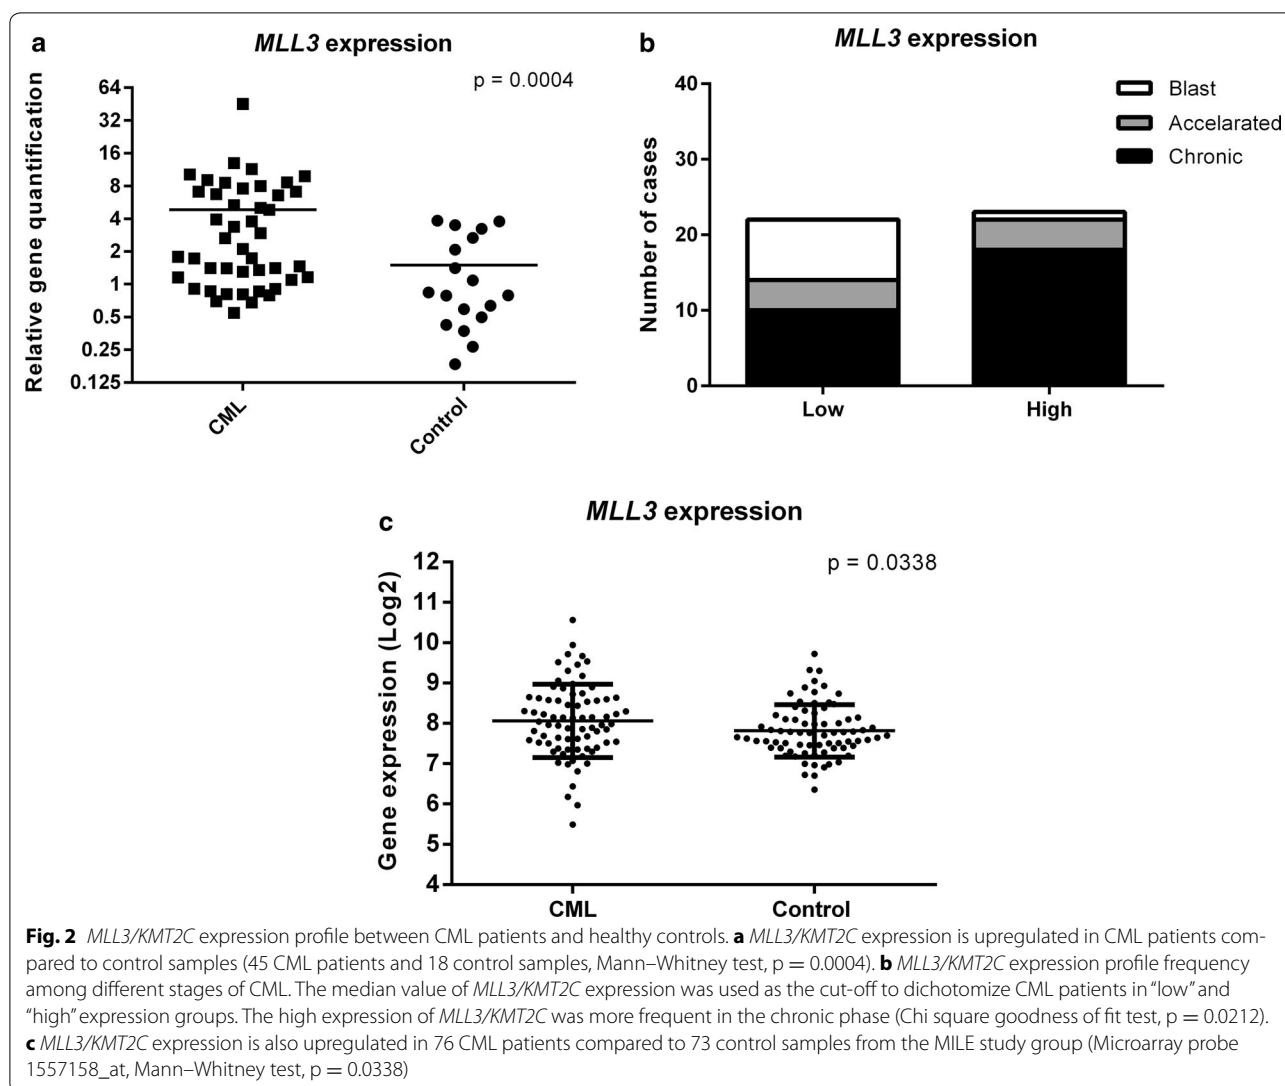 a
MLL3 expression
p = 0.0004
Relative gene quantification
64
32
16
8
4
2
1
0.5
0.25
0.125
CML
Control
b
MLL3 expression
Blast
Accelarated
Chronic
Number of cases
40
30
20
10
0
Low
High
c
MLL3 expression
p = 0.0338
Gene expression (Log2)
12
11
10
9
8
7
6
5
4
CML
Control
Fig. 2 MLL3/KMT2C expression profile between CML patients and healthy controls. a MLL3/KMT2C expression is upregulated in CML patients com-
pared to control samples (45 CML patients and 18 control samples, Mann–Whitney test, p = 0.0004). b MLL3/KMT2C expression profile frequency
among different stages of CML. The median value of MLL3/KMT2C expression was used as the cut-off to dichotomize CML patients in “low” and
“high” expression groups. The high expression of MLL3/KMT2C was more frequent in the chronic phase (Chi square goodness of fit test, p = 0.0212).
c MLL3/KMT2C expression is also upregulated in 76 CML patients compared to 73 control samples from the MILE study group (Microarray probe
1557158_at, Mann–Whitney test, p = 0.0338)